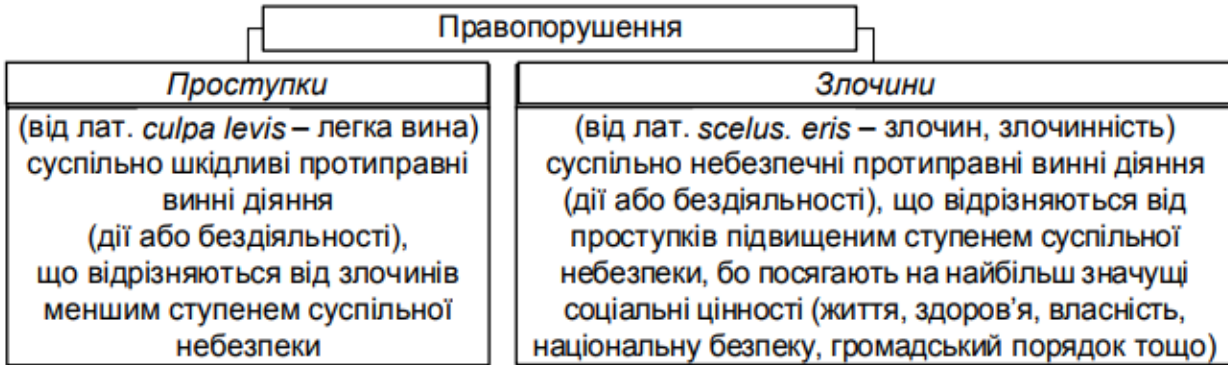 Правопорушення
Проступки
(від лат. culpa levis – легка вина)
суспільно шкідливі протиправні
винні діяння
(дії або бездіяльності),
що відрізняються від злочинів
меншим ступенем суспільної
небезпеки
Злочини
(від лат. scelus. eris – злочин, злочинність)
суспільно небезпечні протиправні винні діяння
(дії або бездіяльності), що відрізняються від
проступків підвищеним ступенем суспільної
небезпеки, бо посягають на найбільш значущі
соціальні цінності (життя, здоров’я, власність,
національну безпеку, громадський порядок тощо)